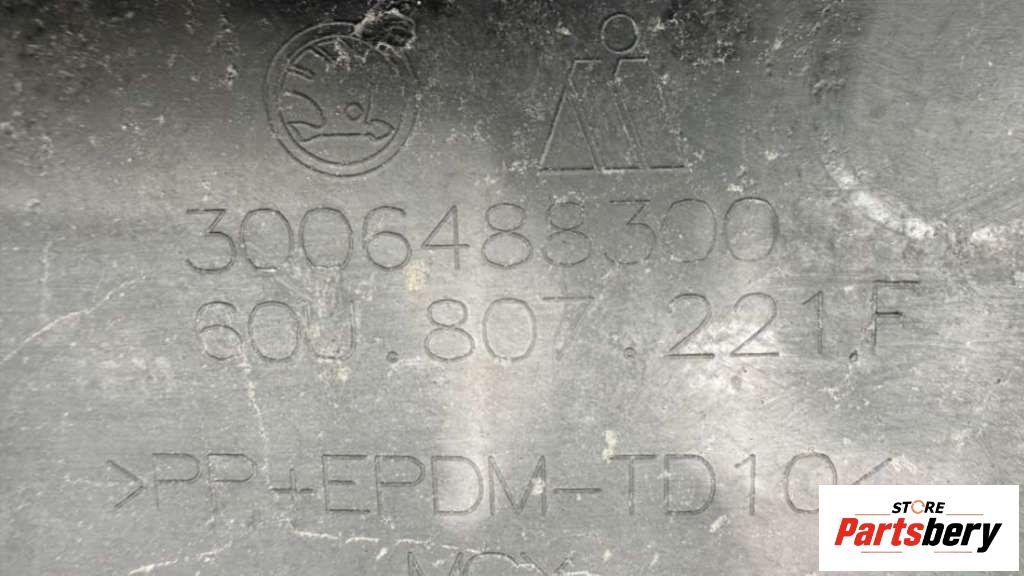 3006488300
60U.807.221.F
>PP+EPDM-TD10<
STORE
Partsbery